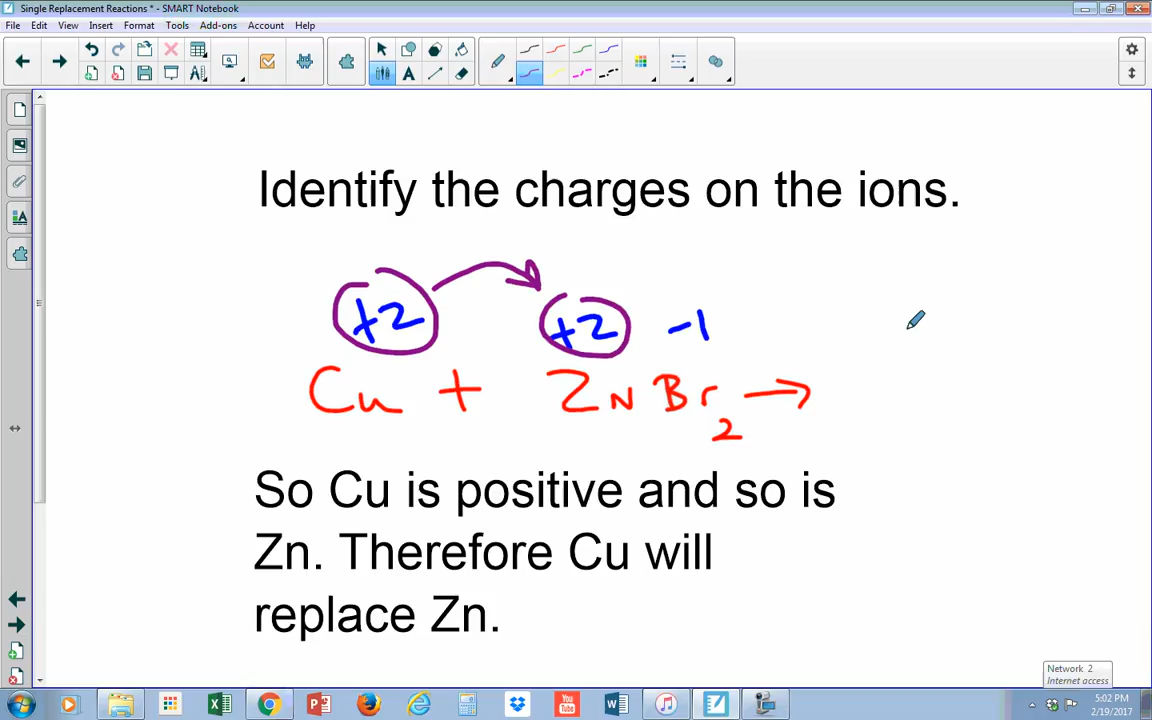 Single Replacement Reactions * - SMART Notebook
File Edit View Insert Format Tools Add-ons Account Help
Identify the charges on the ions.
+2 +2 -1
Cu + ZnBr2 →
So Cu is positive and so is
Zn. Therefore Cu will
replace Zn.
Network 2
Internet access
5:02 PM
2/19/2017